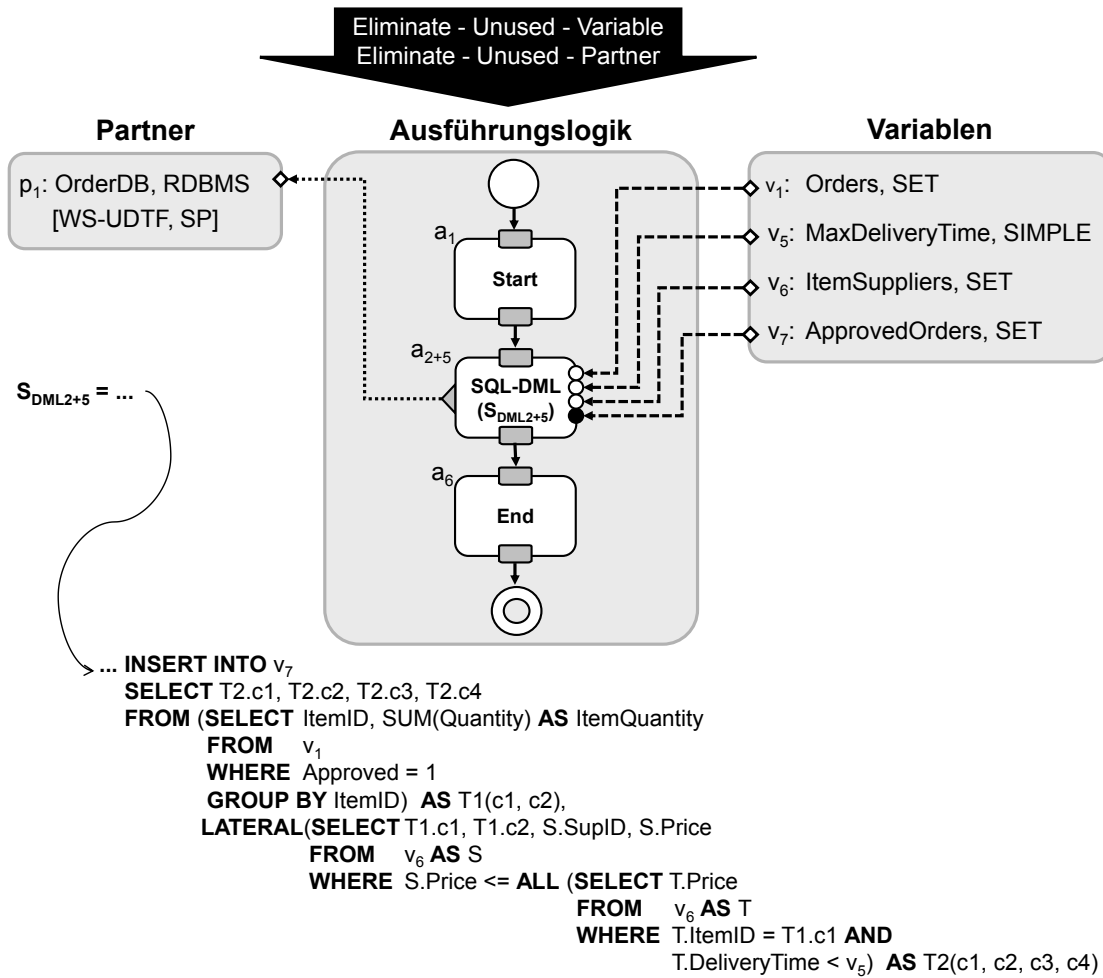 Eliminate - Unused - Variable
Eliminate - Unused - Partner
Partner
Ausführungslogik
Variablen
p1: OrderDB, RDBMS
[WS-UDTF, SP]
a1
Start
a2+5
SQL-DML
(SDML2+5)
a6
End
v1: Orders, SET
v5: MaxDeliveryTime, SIMPLE
v6: ItemSuppliers, SET
v7: ApprovedOrders, SET
SDML2+5 = ...
... INSERT INTO v7
SELECT T2.c1, T2.c2, T2.c3, T2.c4
FROM (SELECT ItemID, SUM(Quantity) AS ItemQuantity
FROM v1
WHERE Approved = 1
GROUP BY ItemID) AS T1(c1, c2),
LATERAL(SELECT T1.c1, T1.c2, S.SupID, S.Price
FROM v6 AS S
WHERE S.Price <= ALL (SELECT T.Price
FROM v6 AS T
WHERE T.ItemID = T1.c1 AND
T.DeliveryTime < v5) AS T2(c1, c2, c3, c4)